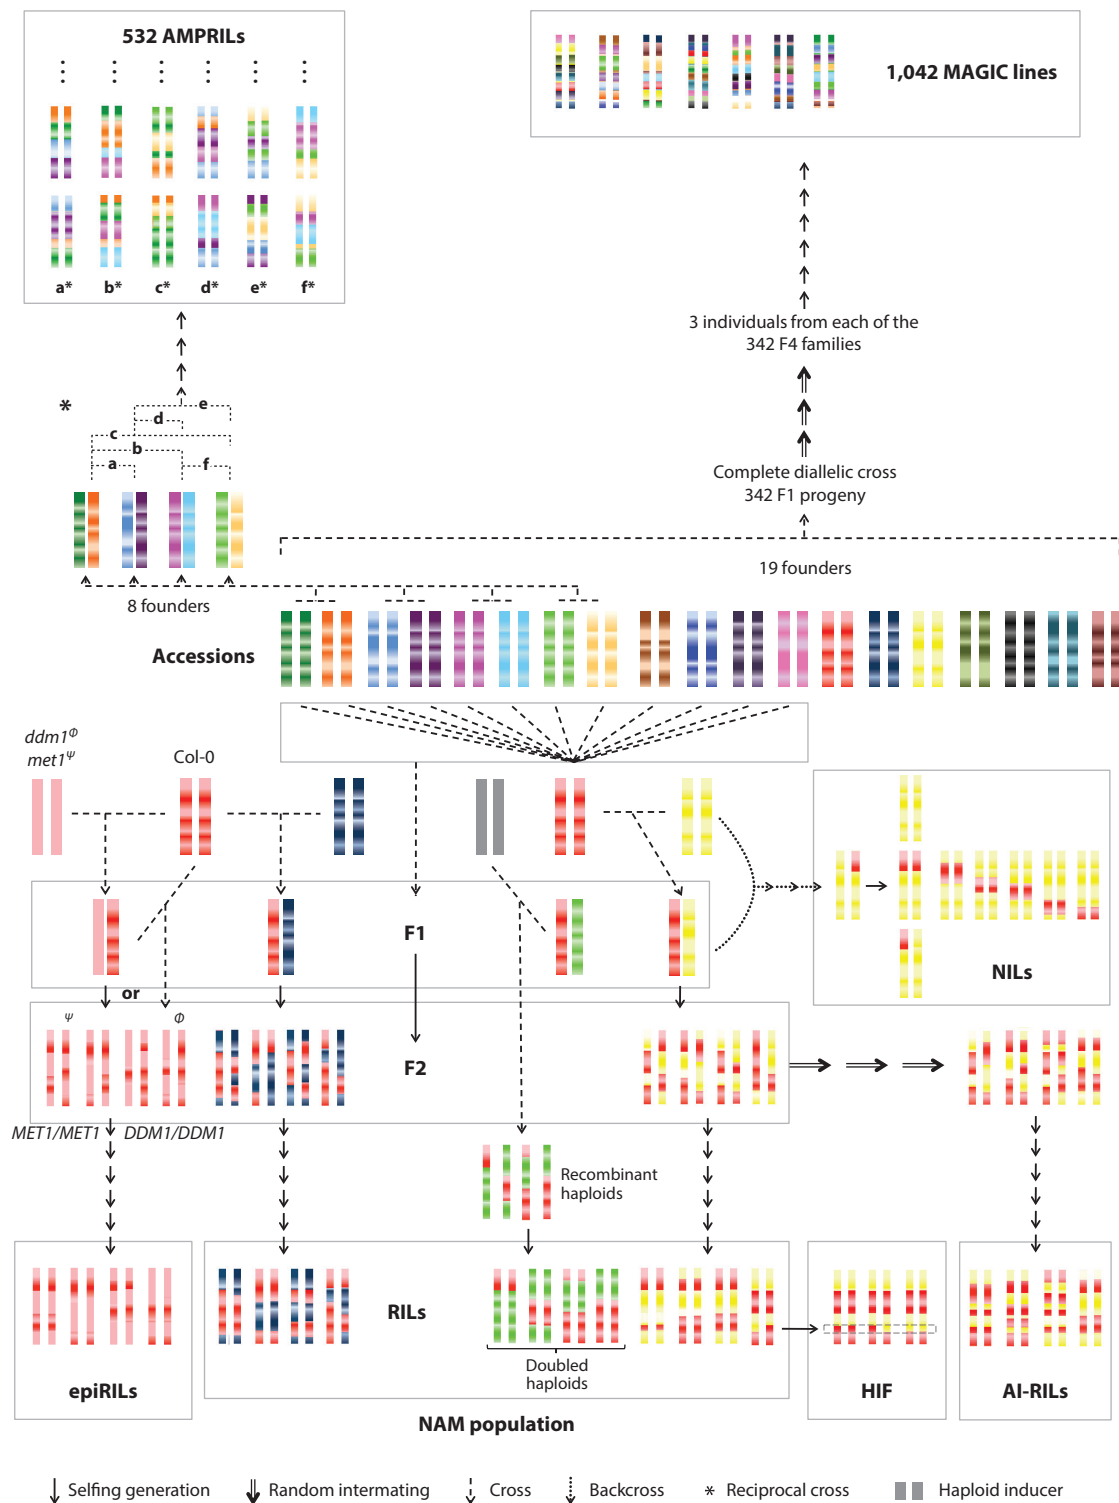 532 AMPRILs
1,042 MAGIC lines
a* b* c* d* e* f*
3 individuals from each of the
342 F4 families
*
e
d
c
b
a
f
Complete diallelic cross
342 F1 progeny
19 founders
8 founders
Accessions
ddm1Φ
met1Ψ
Col-0
F1
NILs
or
Ψ
Φ
F2
MET1/MET1
DDM1/DDM1
Recombinant
haploids
RILs
Doubled
haploids
epiRILs
HIF
AI-RILs
NAM population
Selfing generation
Random intermating
Cross
Backcross
* Reciprocal cross
Haploid inducer